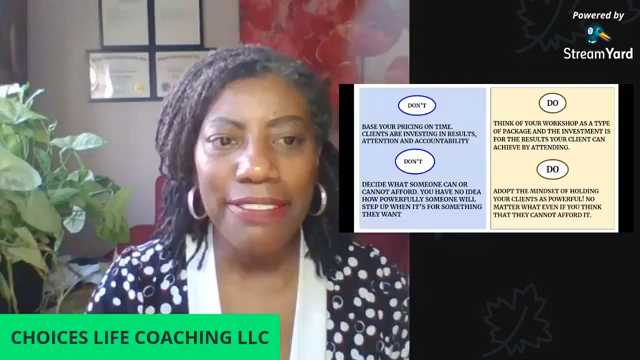 Powered by
StreamYard
DON'T
BASE YOUR PRICING ON TIME.
CLIENTS ARE INVESTING IN RESULTS,
ATTENTION AND ACCOUNTABILITY
DON'T
DECIDE WHAT SOMEONE CAN OR
CANNOT AFFORD. YOU HAVE NO IDEA
HOW POWERFULLY SOMEONE WILL
STEP UP WHEN IT'S FOR SOMETHING
THEY WANT
DO
THINK OF YOUR WORKSHOP AS A TYPE
OF PACKAGE AND THE INVESTMENT IS
FOR THE RESULTS YOUR CLIENT CAN
ACHIEVE BY ATTENDING.
DO
ADOPT THE MINDSET OF HOLDING
YOUR CLIENTS AS POWERFUL! NO
MATTER WHAT EVEN IF YOU THINK
THAT THEY CANNOT AFFORD IT.
CHOICES LIFE COACHING LLC